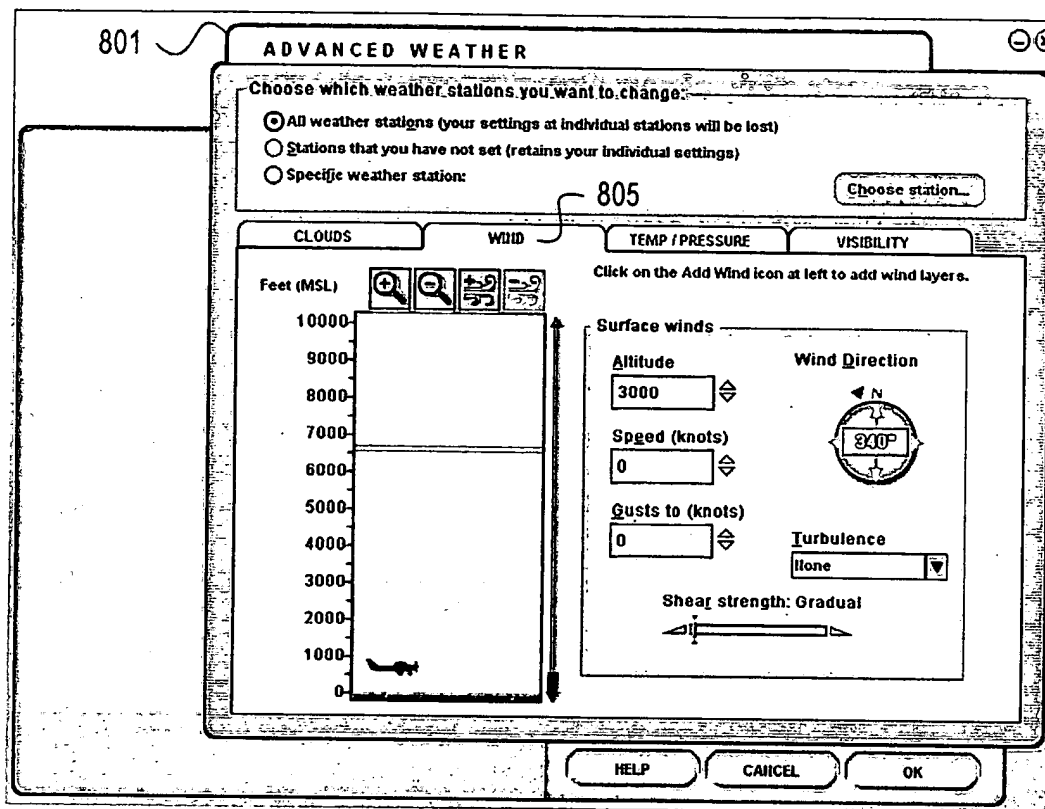 801
ADVANCED WEATHER
Choose which weather stations you want to change:
All weather stations (your settings at individual stations will be lost)
Stations that you have not set (retains your individual settings)
Specific weather station:
805
Choose station...
CLOUDS
WIND
TEMP / PRESSURE
VISIBILITY
Feet (MSL)
Click on the Add Wind icon at left to add wind layers.
10000
9000
8000
7000
6000
5000
4000
3000
2000
1000
0
Surface winds
Altitude
3000
Wind Direction
N
340°
Speed (knots)
0
Gusts to (knots)
0
Turbulence
None
Shear strength: Gradual
HELP
CANCEL
OK